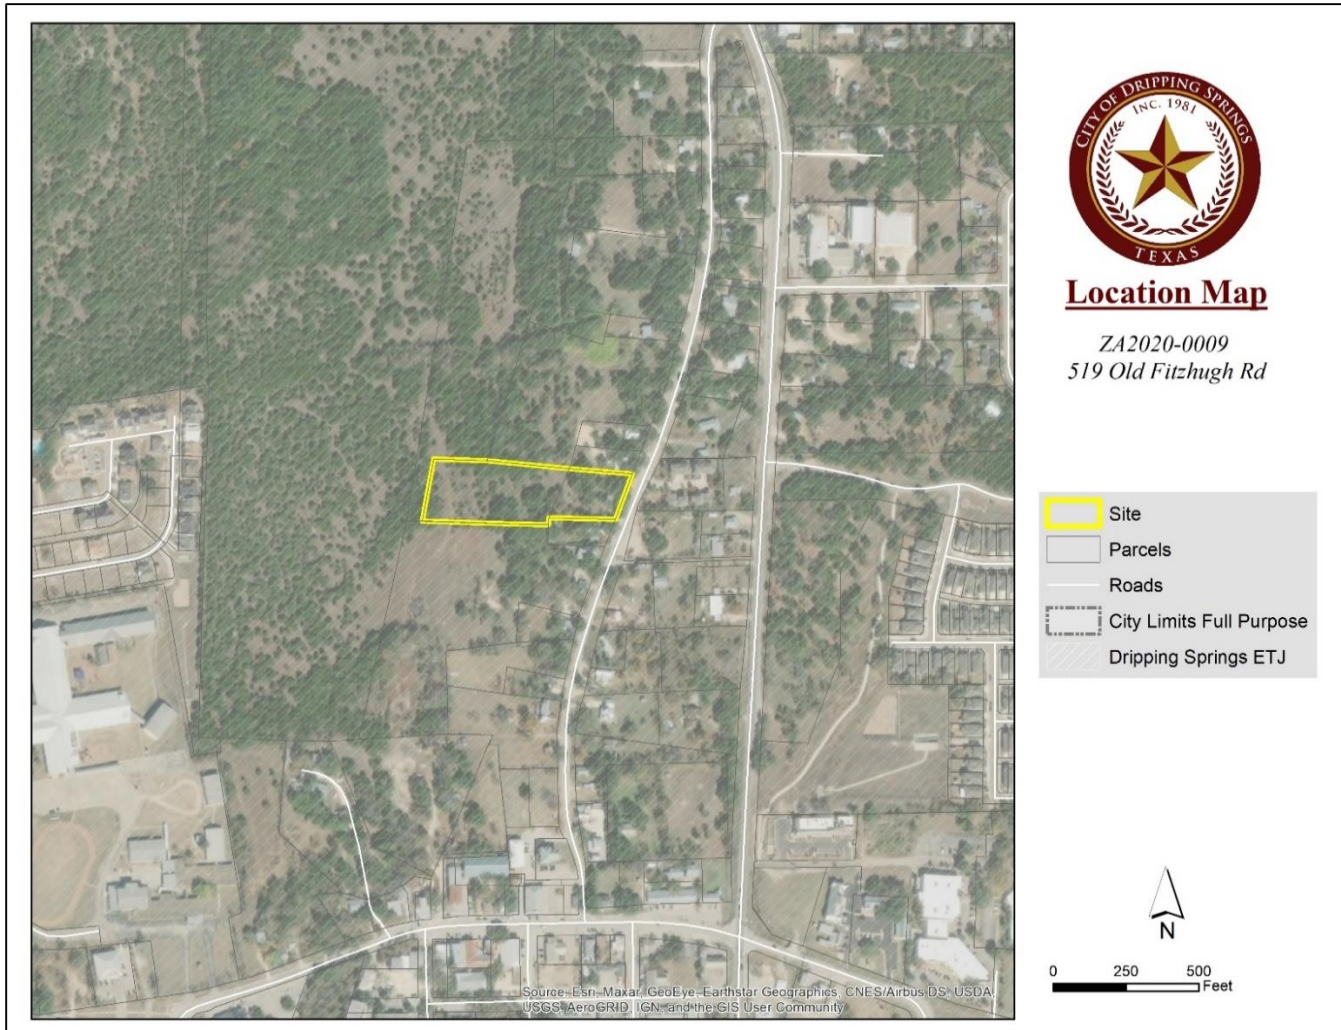 CITY OF DRIPPING SPRINGS
INC. 1981
TEXAS
Location Map
ZA2020-0009
519 Old Fitzhugh Rd
Site
Parcels
Roads
City Limits Full Purpose
Dripping Springs ETJ
N
0 250 500
Feet
Source: Esri, Maxar, GeoEye, Earthstar Geographics, CNES/Airbus DS, USDA,
USGS, AeroGRID, IGN, and the GIS User Community